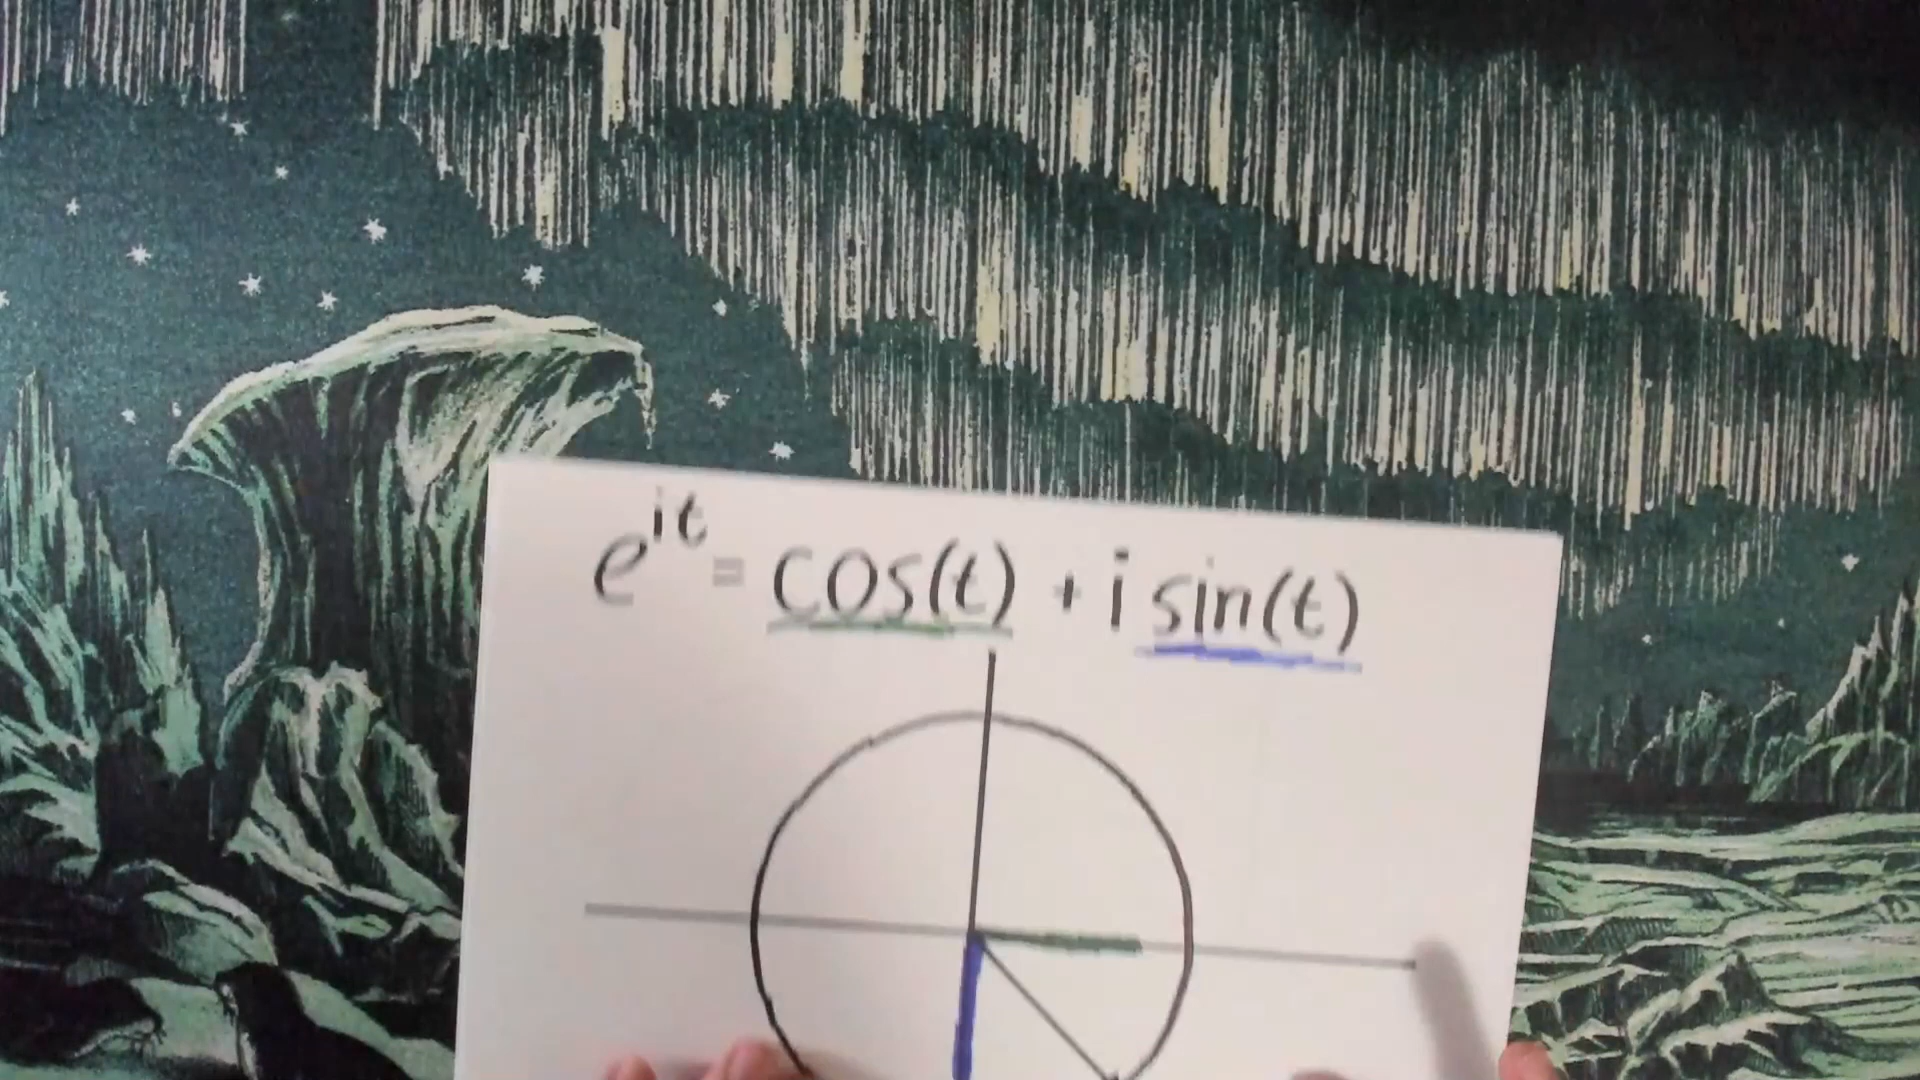 e^{it} = cos(t) + i sin(t)